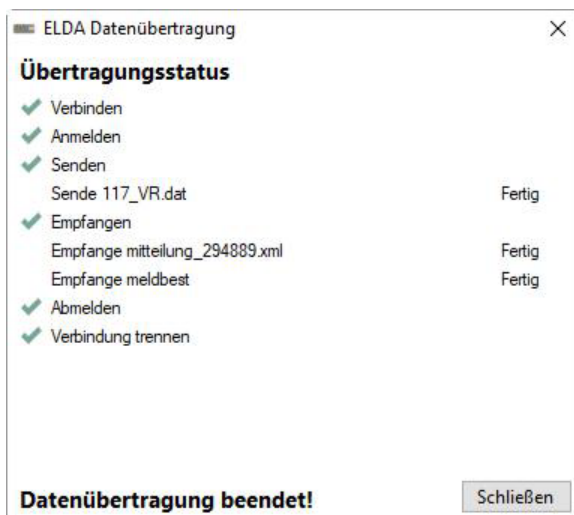 ELDA Datenübertragung
Übertragungsstatus
Verbinden
Anmelden
Senden
Sende 117_VR.dat Fertig
Empfangen
Empfange mitteilung_294889.xml Fertig
Empfange meldbest Fertig
Abmelden
Verbindung trennen
Datenübertragung beendet! Schließen